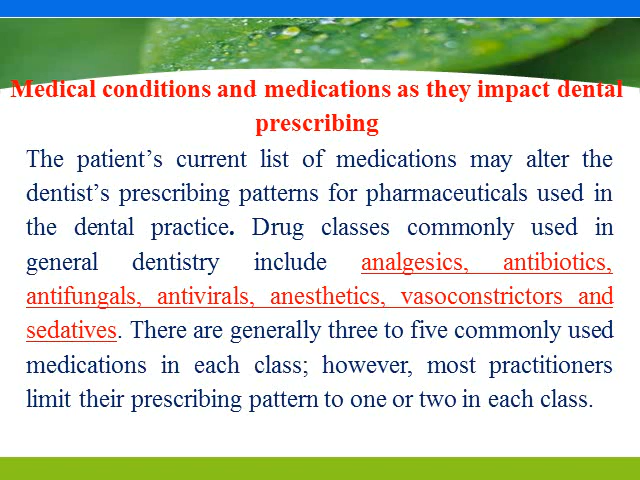 Medical conditions and medications as they impact dental
prescribing
The patient’s current list of medications may alter the
dentist’s prescribing patterns for pharmaceuticals used in
the dental practice. Drug classes commonly used in
general dentistry include analgesics, antibiotics,
antifungals, antivirals, anesthetics, vasoconstrictors and
sedatives. There are generally three to five commonly used
medications in each class; however, most practitioners
limit their prescribing pattern to one or two in each class.